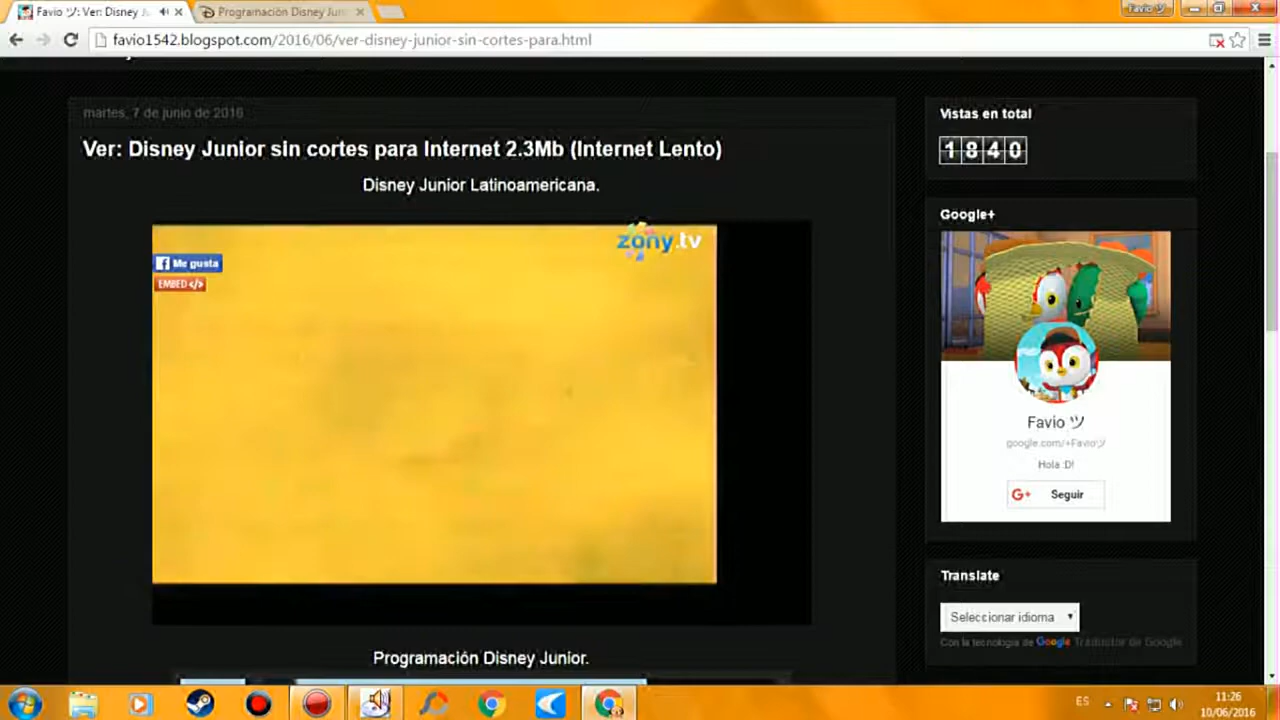 Favio ツ: Ver: Disney J
Programación Disney Jun
Favio ツ
favio1542.blogspot.com/2016/06/ver-disney-junior-sin-cortes-para.html
martes, 7 de junio de 2016
Vistas en total
Ver: Disney Junior sin cortes para Internet 2.3Mb (Internet Lento)
1840
Disney Junior Latinoamericana.
Google+
zony.tv
Me gusta
EMBED </>
Favio ツ
google.com/+Favioツ
Hola :D!
G+ Seguir
Translate
Seleccionar idioma
Con la tecnología de Google Traductor de Google
Programación Disney Junior.
ES
11:26
10/06/2016